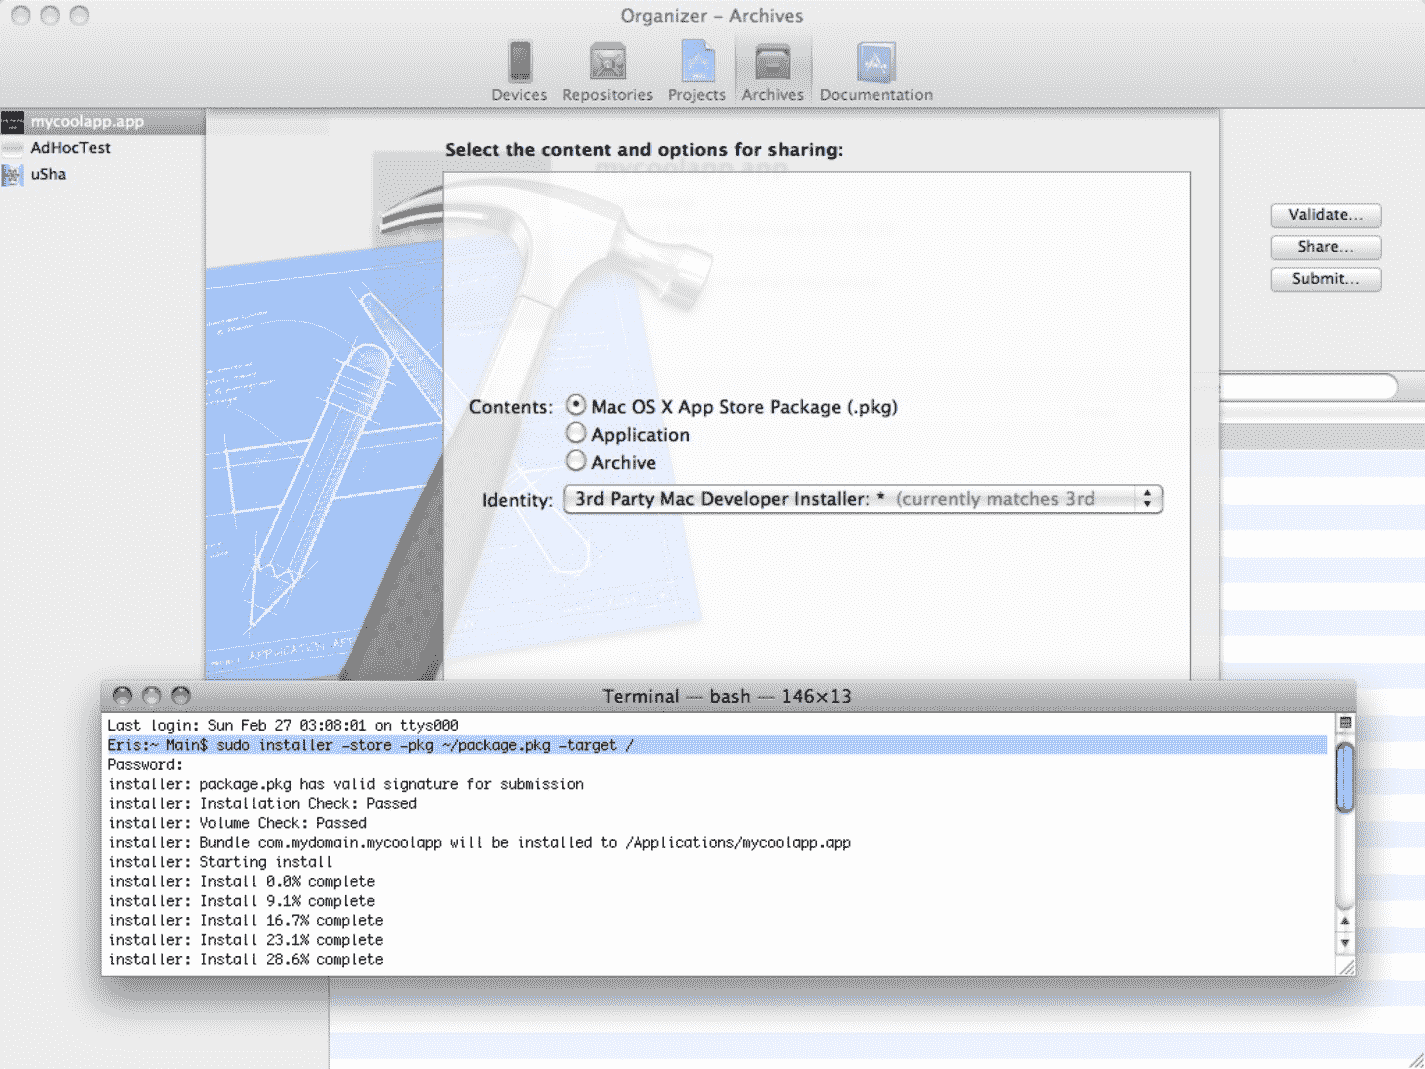 Organizer – Archives
Devices Repositories Projects Archives Documentation
mycoolapp.app
AdHocTest
uSha
Select the content and options for sharing:
mycoolapp.app
Validate...
Share...
Submit...
Contents: Mac OS X App Store Package (.pkg)
Application
Archive
Identity: 3rd Party Mac Developer Installer: * (currently matches 3rd
Terminal — bash — 146×13
Last login: Sun Feb 27 03:08:01 on ttys000
Eris:~ Main$ sudo installer -store -pkg ~/package.pkg -target /
Password:
installer: package.pkg has valid signature for submission
installer: Installation Check: Passed
installer: Volume Check: Passed
installer: Bundle com.mydomain.mycoolapp will be installed to /Applications/mycoolapp.app
installer: Starting install
installer: Install 0.0% complete
installer: Install 9.1% complete
installer: Install 16.7% complete
installer: Install 23.1% complete
installer: Install 28.6% complete